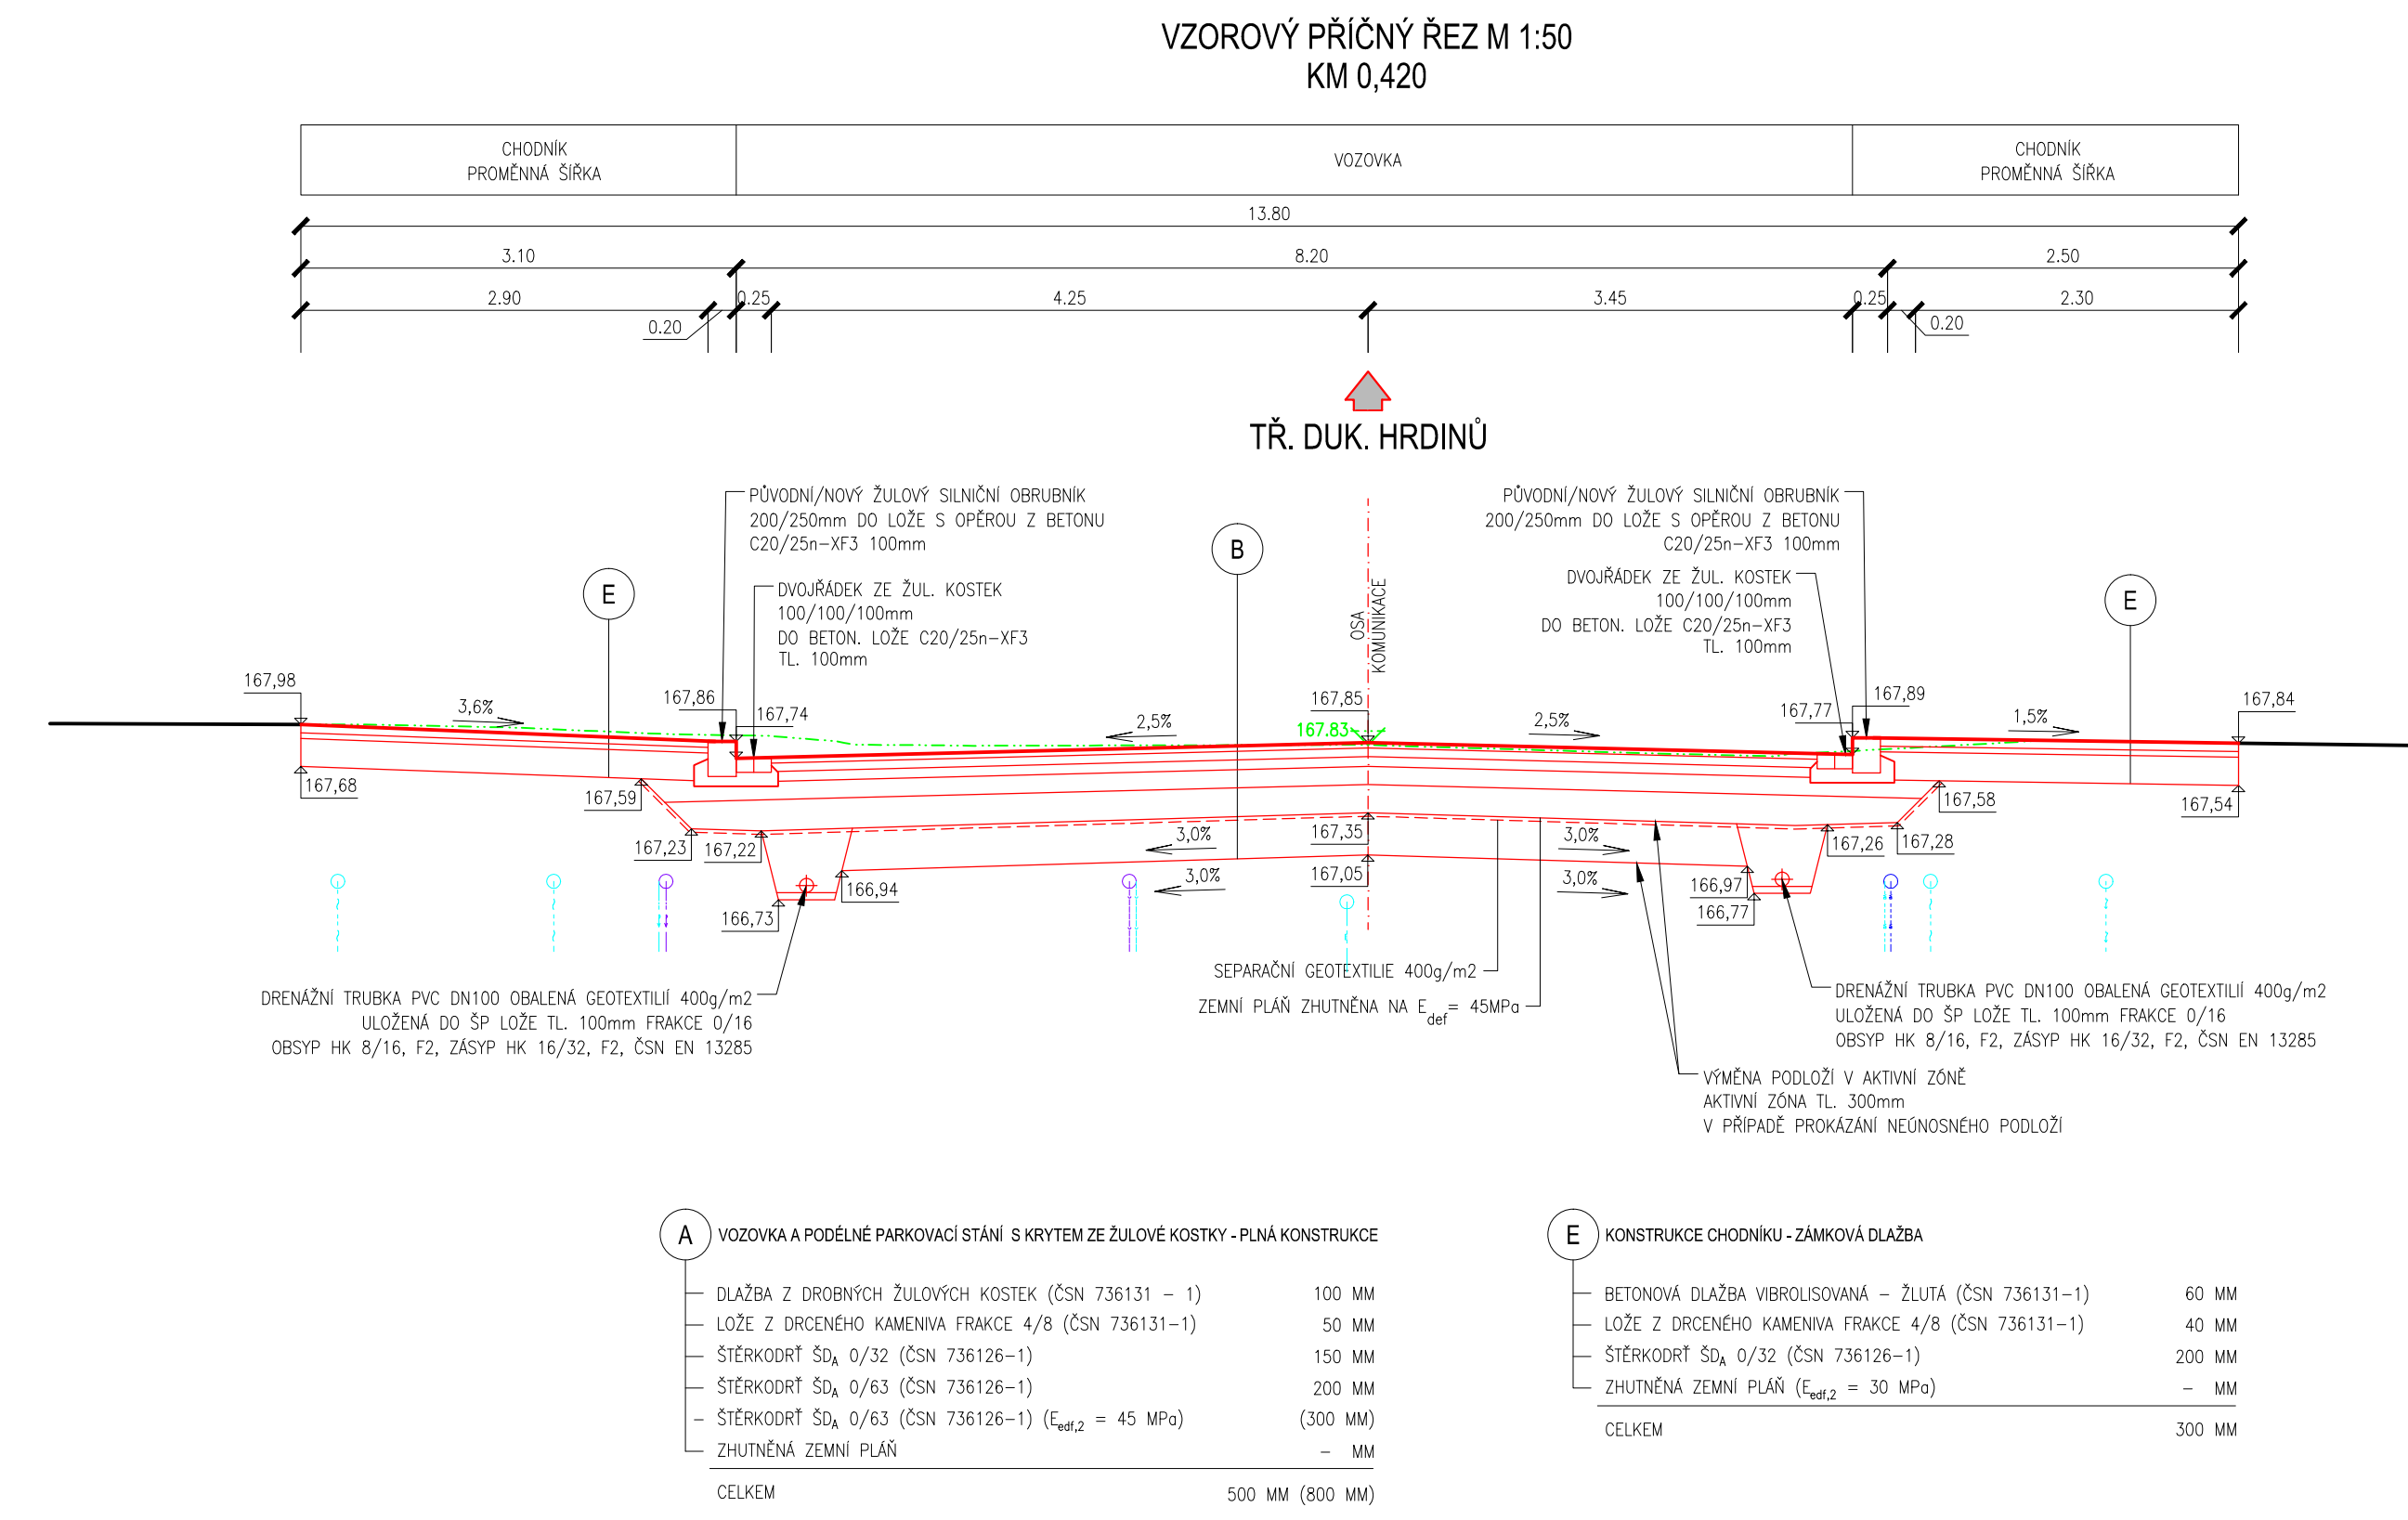 VZOROVÝ PŘÍČNÝ ŘEZ M 1:50
KM 0,420
CHODNÍK
PROMĚNNÁ ŠÍŘKA
VOZOVKA
CHODNÍK
PROMĚNNÁ ŠÍŘKA
13.80
3.10
8.20
2.50
2.90
0.25
4.25
3.45
0.25
2.30
0.20
0.20
TŘ. DUK. HRDINŮ
PŮVODNÍ/NOVÝ ŽULOVÝ SILNIČNÍ OBRUBNÍK
200/250mm DO LOŽE S OPĚROU Z BETONU
C20/25n-XF3 100mm
PŮVODNÍ/NOVÝ ŽULOVÝ SILNIČNÍ OBRUBNÍK
200/250mm DO LOŽE S OPĚROU Z BETONU
C20/25n-XF3 100mm
B
E
E
DVOJŘÁDEK ZE ŽUL. KOSTEK
100/100/100mm
DO BETON. LOŽE C20/25n-XF3
TL. 100mm
OSA
KOMUNIKACE
DVOJŘÁDEK ZE ŽUL. KOSTEK
100/100/100mm
DO BETON. LOŽE C20/25n-XF3
TL. 100mm
167,98
3,6%
167,86
167,74
2,5%
167,85
167.83
2,5%
167,77
167,89
1,5%
167,84
167,68
167,59
167,58
167,54
167,23
167,22
3,0%
167,35
3,0%
167,26
167,28
166,94
3,0%
167,05
3,0%
166,97
166,73
166,77
DRENÁŽNÍ TRUBKA PVC DN100 OBALENÁ GEOTEXTILIÍ 400g/m2
ULOŽENÁ DO ŠP LOŽE TL. 100mm FRAKCE 0/16
OBSYP HK 8/16, F2, ZÁSYP HK 16/32, F2, ČSN EN 13285
SEPARAČNÍ GEOTEXTILIE 400g/m2
ZEMNÍ PLÁŇ ZHUTNĚNA NA Edef= 45MPa
DRENÁŽNÍ TRUBKA PVC DN100 OBALENÁ GEOTEXTILIÍ 400g/m2
ULOŽENÁ DO ŠP LOŽE TL. 100mm FRAKCE 0/16
OBSYP HK 8/16, F2, ZÁSYP HK 16/32, F2, ČSN EN 13285
VÝMĚNA PODLOŽÍ V AKTIVNÍ ZÓNĚ
AKTIVNÍ ZÓNA TL. 300mm
V PŘÍPADĚ PROKÁZÁNÍ NEÚNOSNÉHO PODLOŽÍ
A VOZOVKA A PODÉLNÉ PARKOVACÍ STÁNÍ S KRYTEM ZE ŽULOVÉ KOSTKY - PLNÁ KONSTRUKCE
DLAŽBA Z DROBNÝCH ŽULOVÝCH KOSTEK (ČSN 736131 - 1) 100 MM
LOŽE Z DRCENÉHO KAMENIVA FRAKCE 4/8 (ČSN 736131-1) 50 MM
ŠTĚRKODRŤ ŠDA 0/32 (ČSN 736126-1) 150 MM
ŠTĚRKODRŤ ŠDA 0/63 (ČSN 736126-1) 200 MM
ŠTĚRKODRŤ ŠDA 0/63 (ČSN 736126-1) (Eedf,2 = 45 MPa) (300 MM)
ZHUTNĚNÁ ZEMNÍ PLÁŇ - MM
CELKEM 500 MM (800 MM)
E KONSTRUKCE CHODNÍKU - ZÁMKOVÁ DLAŽBA
BETONOVÁ DLAŽBA VIBROLISOVANÁ - ŽLUTÁ (ČSN 736131-1) 60 MM
LOŽE Z DRCENÉHO KAMENIVA FRAKCE 4/8 (ČSN 736131-1) 40 MM
ŠTĚRKODRŤ ŠDA 0/32 (ČSN 736126-1) 200 MM
ZHUTNĚNÁ ZEMNÍ PLÁŇ (Eedf,2 = 30 MPa) - MM
CELKEM 300 MM